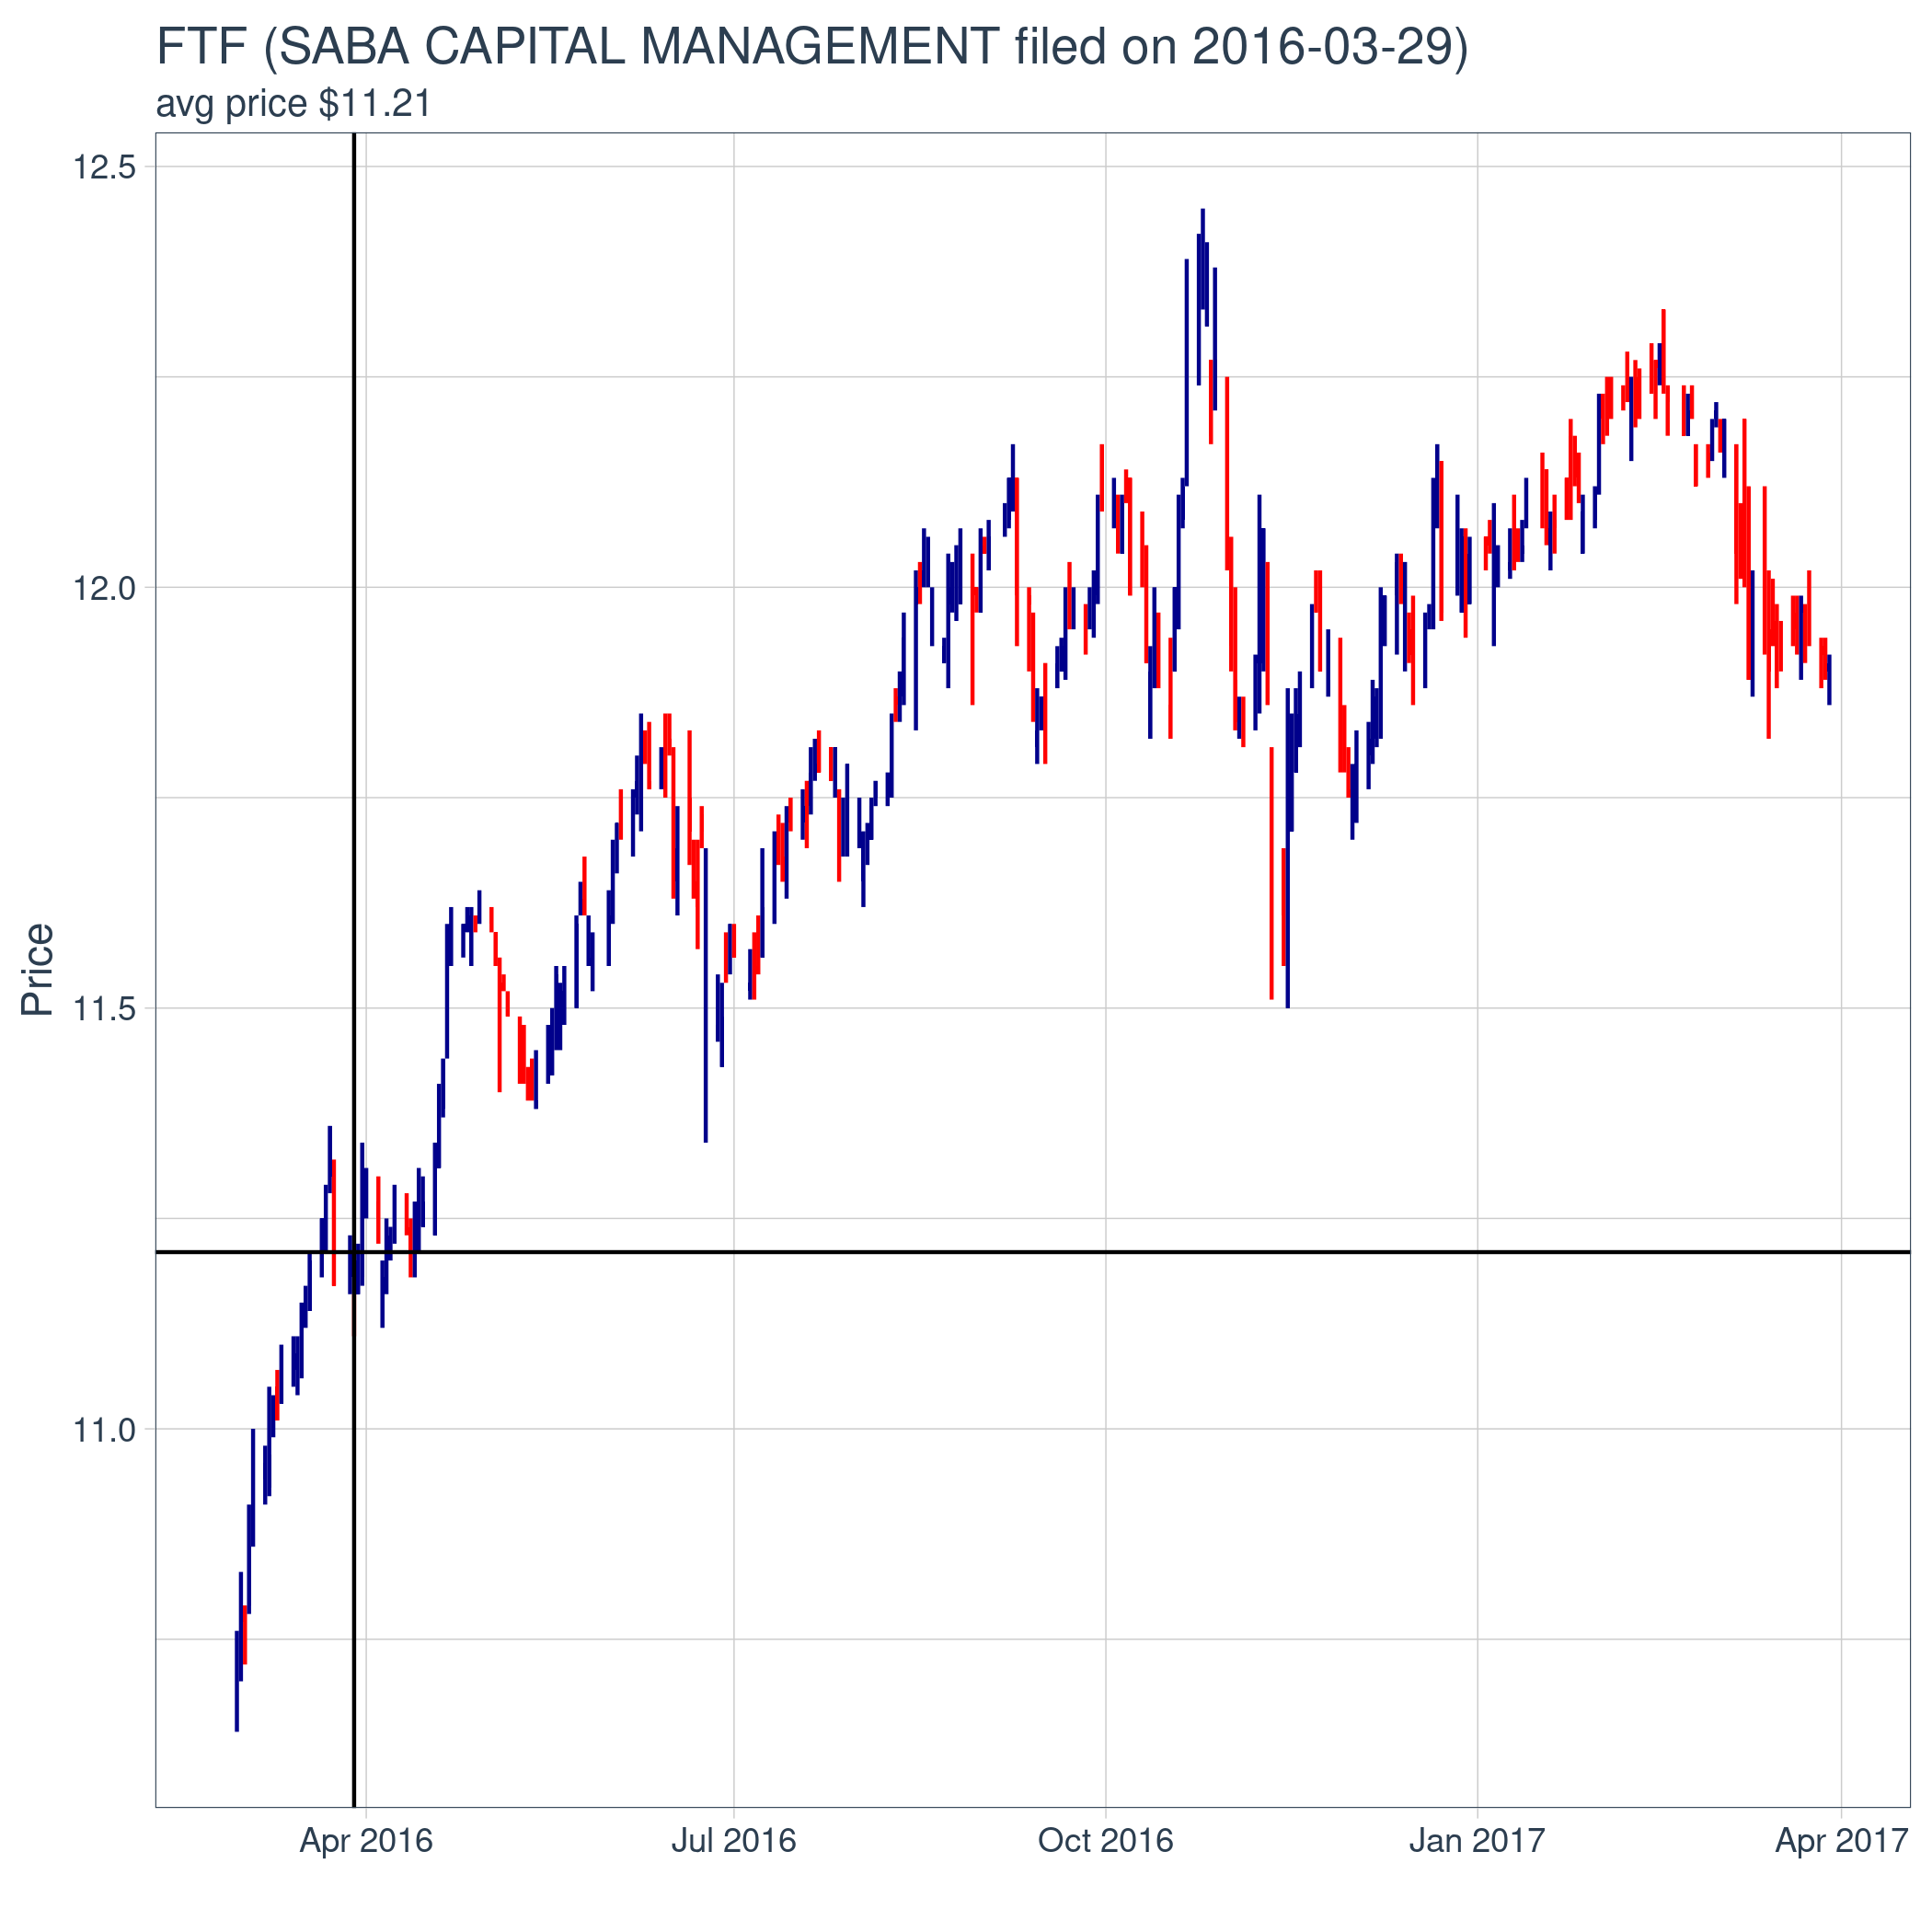 FTF (SABA CAPITAL MANAGEMENT filed on 2016-03-29)
avg price $11.21
12.5
12.0
11.5
11.0
Price
Apr 2016 Jul 2016 Oct 2016 Jan 2017 Apr 2017